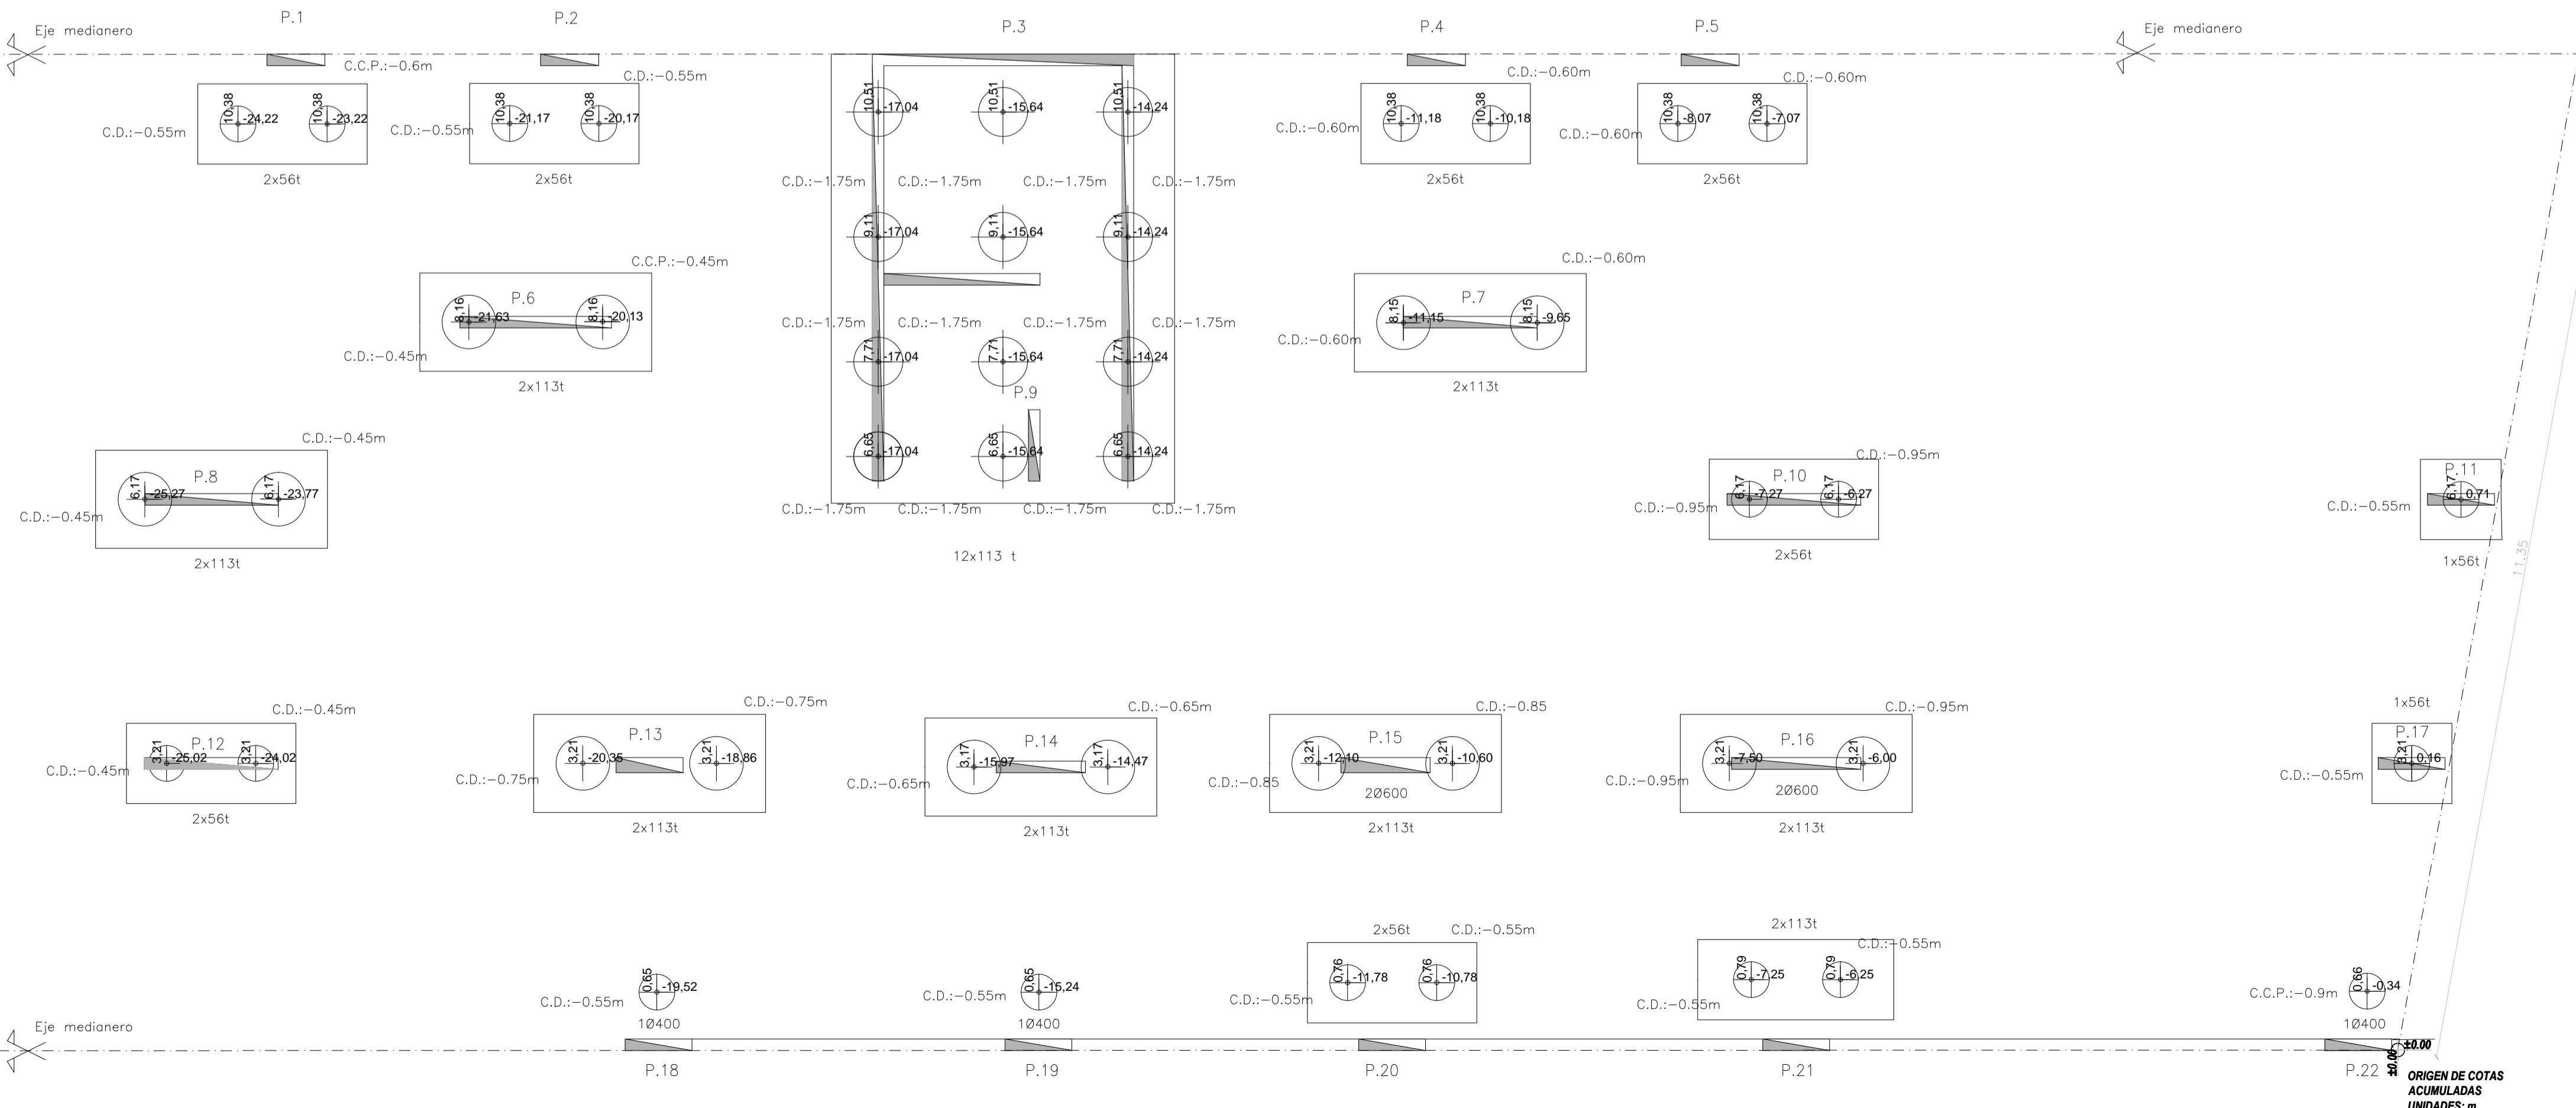 P.1
P.2
P.3
P.4
P.5
Eje medianero
Eje medianero
C.C.P.:-0.6m
C.D.:-0.55m
C.D.:-0.60m
C.D.:-0.60m
10,38
-24,22
10,38
-23,22
C.D.:-0.55m
2x56t
10,38
-21,17
10,38
-20,17
C.D.:-0.55m
2x56t
10,51
-17,04
10,51
-15,64
10,51
-14,24
10,38
-11,18
10,38
-10,18
C.D.:-0.60m
2x56t
10,38
-8,07
10,38
-7,07
C.D.:-0.60m
2x56t
C.D.:-1.75m
C.D.:-1.75m
C.D.:-1.75m
C.D.:-1.75m
9,11
-17,04
9,11
-15,64
9,11
-14,24
C.C.P.:-0.45m
P.6
8,16
-21,63
8,16
-20,13
C.D.:-0.45m
2x113t
C.D.:-1.75m
C.D.:-1.75m
C.D.:-1.75m
C.D.:-1.75m
C.D.:-0.60m
P.7
8,15
-11,15
8,15
-9,65
C.D.:-0.60m
2x113t
7,71
-17,04
7,71
-15,64
7,71
-14,24
P.9
6,65
-17,04
6,65
-15,64
6,65
-14,24
C.D.:-1.75m
C.D.:-1.75m
C.D.:-1.75m
C.D.:-1.75m
12x113 t
C.D.:-0.45m
P.8
6,17
-25,27
6,17
-23,77
C.D.:-0.45m
2x113t
C.D.:-0.95m
P.10
6,17
-7,27
6,17
-6,27
C.D.:-0.95m
2x56t
P.11
6,17
0,71
C.D.:-0.55m
1x56t
11.35
C.D.:-0.45m
P.12
3,21
-25,02
3,21
-24,02
C.D.:-0.45m
2x56t
C.D.:-0.75m
P.13
3,21
-20,35
3,21
-18,86
C.D.:-0.75m
2x113t
C.D.:-0.65m
P.14
3,17
-15,97
3,17
-14,47
C.D.:-0.65m
2x113t
C.D.:-0.85
P.15
3,21
-12,10
3,21
-10,60
C.D.:-0.85
2Ø600
2x113t
C.D.:-0.95m
P.16
3,21
-7,50
3,21
-6,00
C.D.:-0.95m
2Ø600
2x113t
1x56t
P.17
3,21
0,16
C.D.:-0.55m
0,65
-19,52
C.D.:-0.55m
1Ø400
0,65
-15,24
C.D.:-0.55m
1Ø400
2x56t
C.D.:-0.55m
0,76
-11,78
0,76
-10,78
C.D.:-0.55m
2x113t
C.D.:-0.55m
0,79
-7,25
0,79
-6,25
C.D.:-0.55m
0,66
-0,34
C.C.P.:-0.9m
1Ø400
Eje medianero
P.18
P.19
P.20
P.21
P.22
±0.00
±0.00
ORIGEN DE COTAS
ACUMULADAS
UNIDADES: m